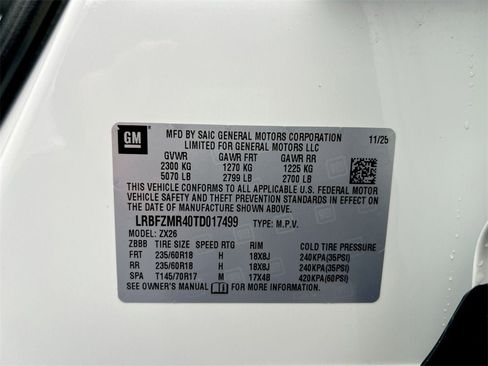 GM
MFD BY SAIC GENERAL MOTORS CORPORATION 11/25
LIMITED FOR GENERAL MOTORS LLC
GVWR GAWR FRT GAWR RR
2300 KG 1270 KG 1225 KG
5070 LB 2799 LB 2700 LB
THIS VEHICLE CONFORMS TO ALL APPLICABLE U.S. FEDERAL MOTOR
VEHICLE SAFETY AND THEFT PREVENTION STANDARDS IN EFFECT ON
THE DATE OF MANUFACTURE SHOWN ABOVE.
LRBFZMR40TD017499 TYPE: M.P.V.
MODEL: ZX26
ZBBB TIRE SIZE SPEED RTG RIM COLD TIRE PRESSURE
FRT 235/60R18 H 18X8J 240KPA(35PSI)
RR 235/60R18 H 18X8J 240KPA(35PSI)
SPA T145/70R17 M 17X4B 420KPA(60PSI)
SEE OWNER'S MANUAL FOR MORE INFORMATION.